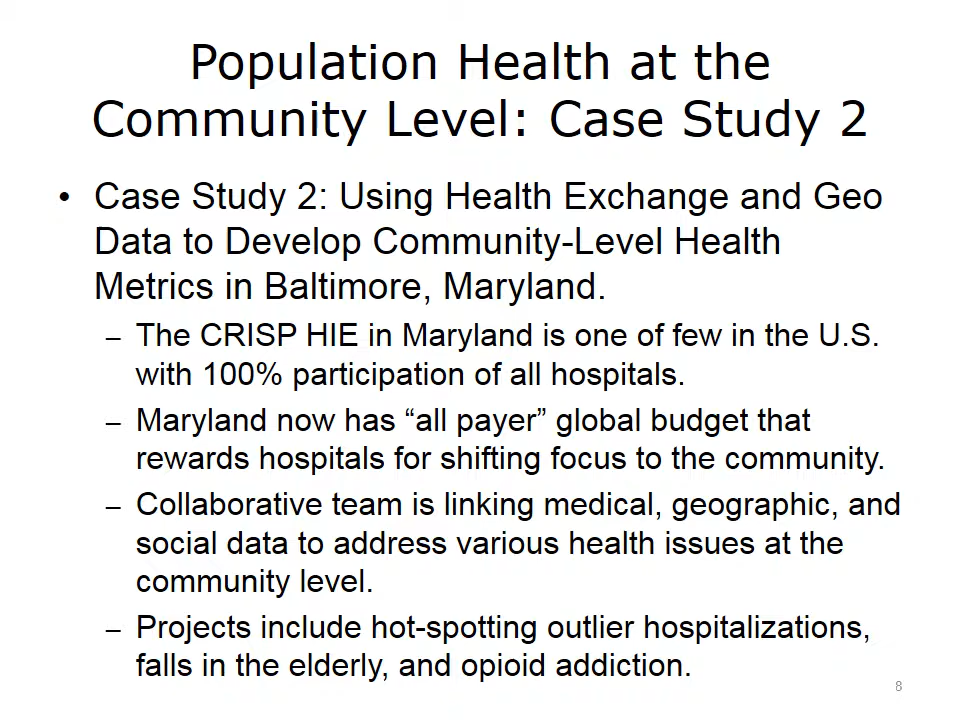 Population Health at the
Community Level: Case Study 2
• Case Study 2: Using Health Exchange and Geo
Data to Develop Community-Level Health
Metrics in Baltimore, Maryland.
– The CRISP HIE in Maryland is one of few in the U.S.
with 100% participation of all hospitals.
– Maryland now has “all payer” global budget that
rewards hospitals for shifting focus to the community.
– Collaborative team is linking medical, geographic, and
social data to address various health issues at the
community level.
– Projects include hot-spotting outlier hospitalizations,
falls in the elderly, and opioid addiction.
8